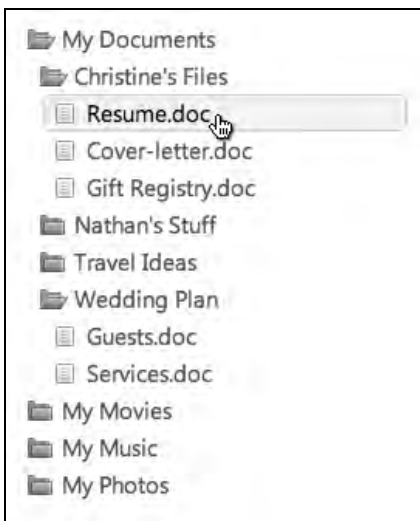 My Documents
Christine's Files
Resume.doc
Cover-letter.doc
Gift Registry.doc
Nathan's Stuff
Travel Ideas
Wedding Plan
Guests.doc
Services.doc
My Movies
My Music
My Photos